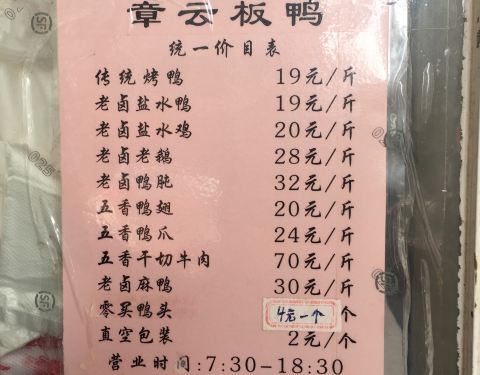 章云板鸭
统一价目表
传统烤鸭 19元/斤
老卤盐水鸭 19元/斤
老卤盐水鸡 20元/斤
老卤老鹅 28元/斤
老卤鸭肫 32元/斤
五香鸭翅 20元/斤
五香鸭爪 24元/斤
五香干切牛肉 70元/斤
老卤麻鸭 30元/斤
零买鸭头 4元一个 /个
真空包装 2元/个
营业时间:7:30-18:30